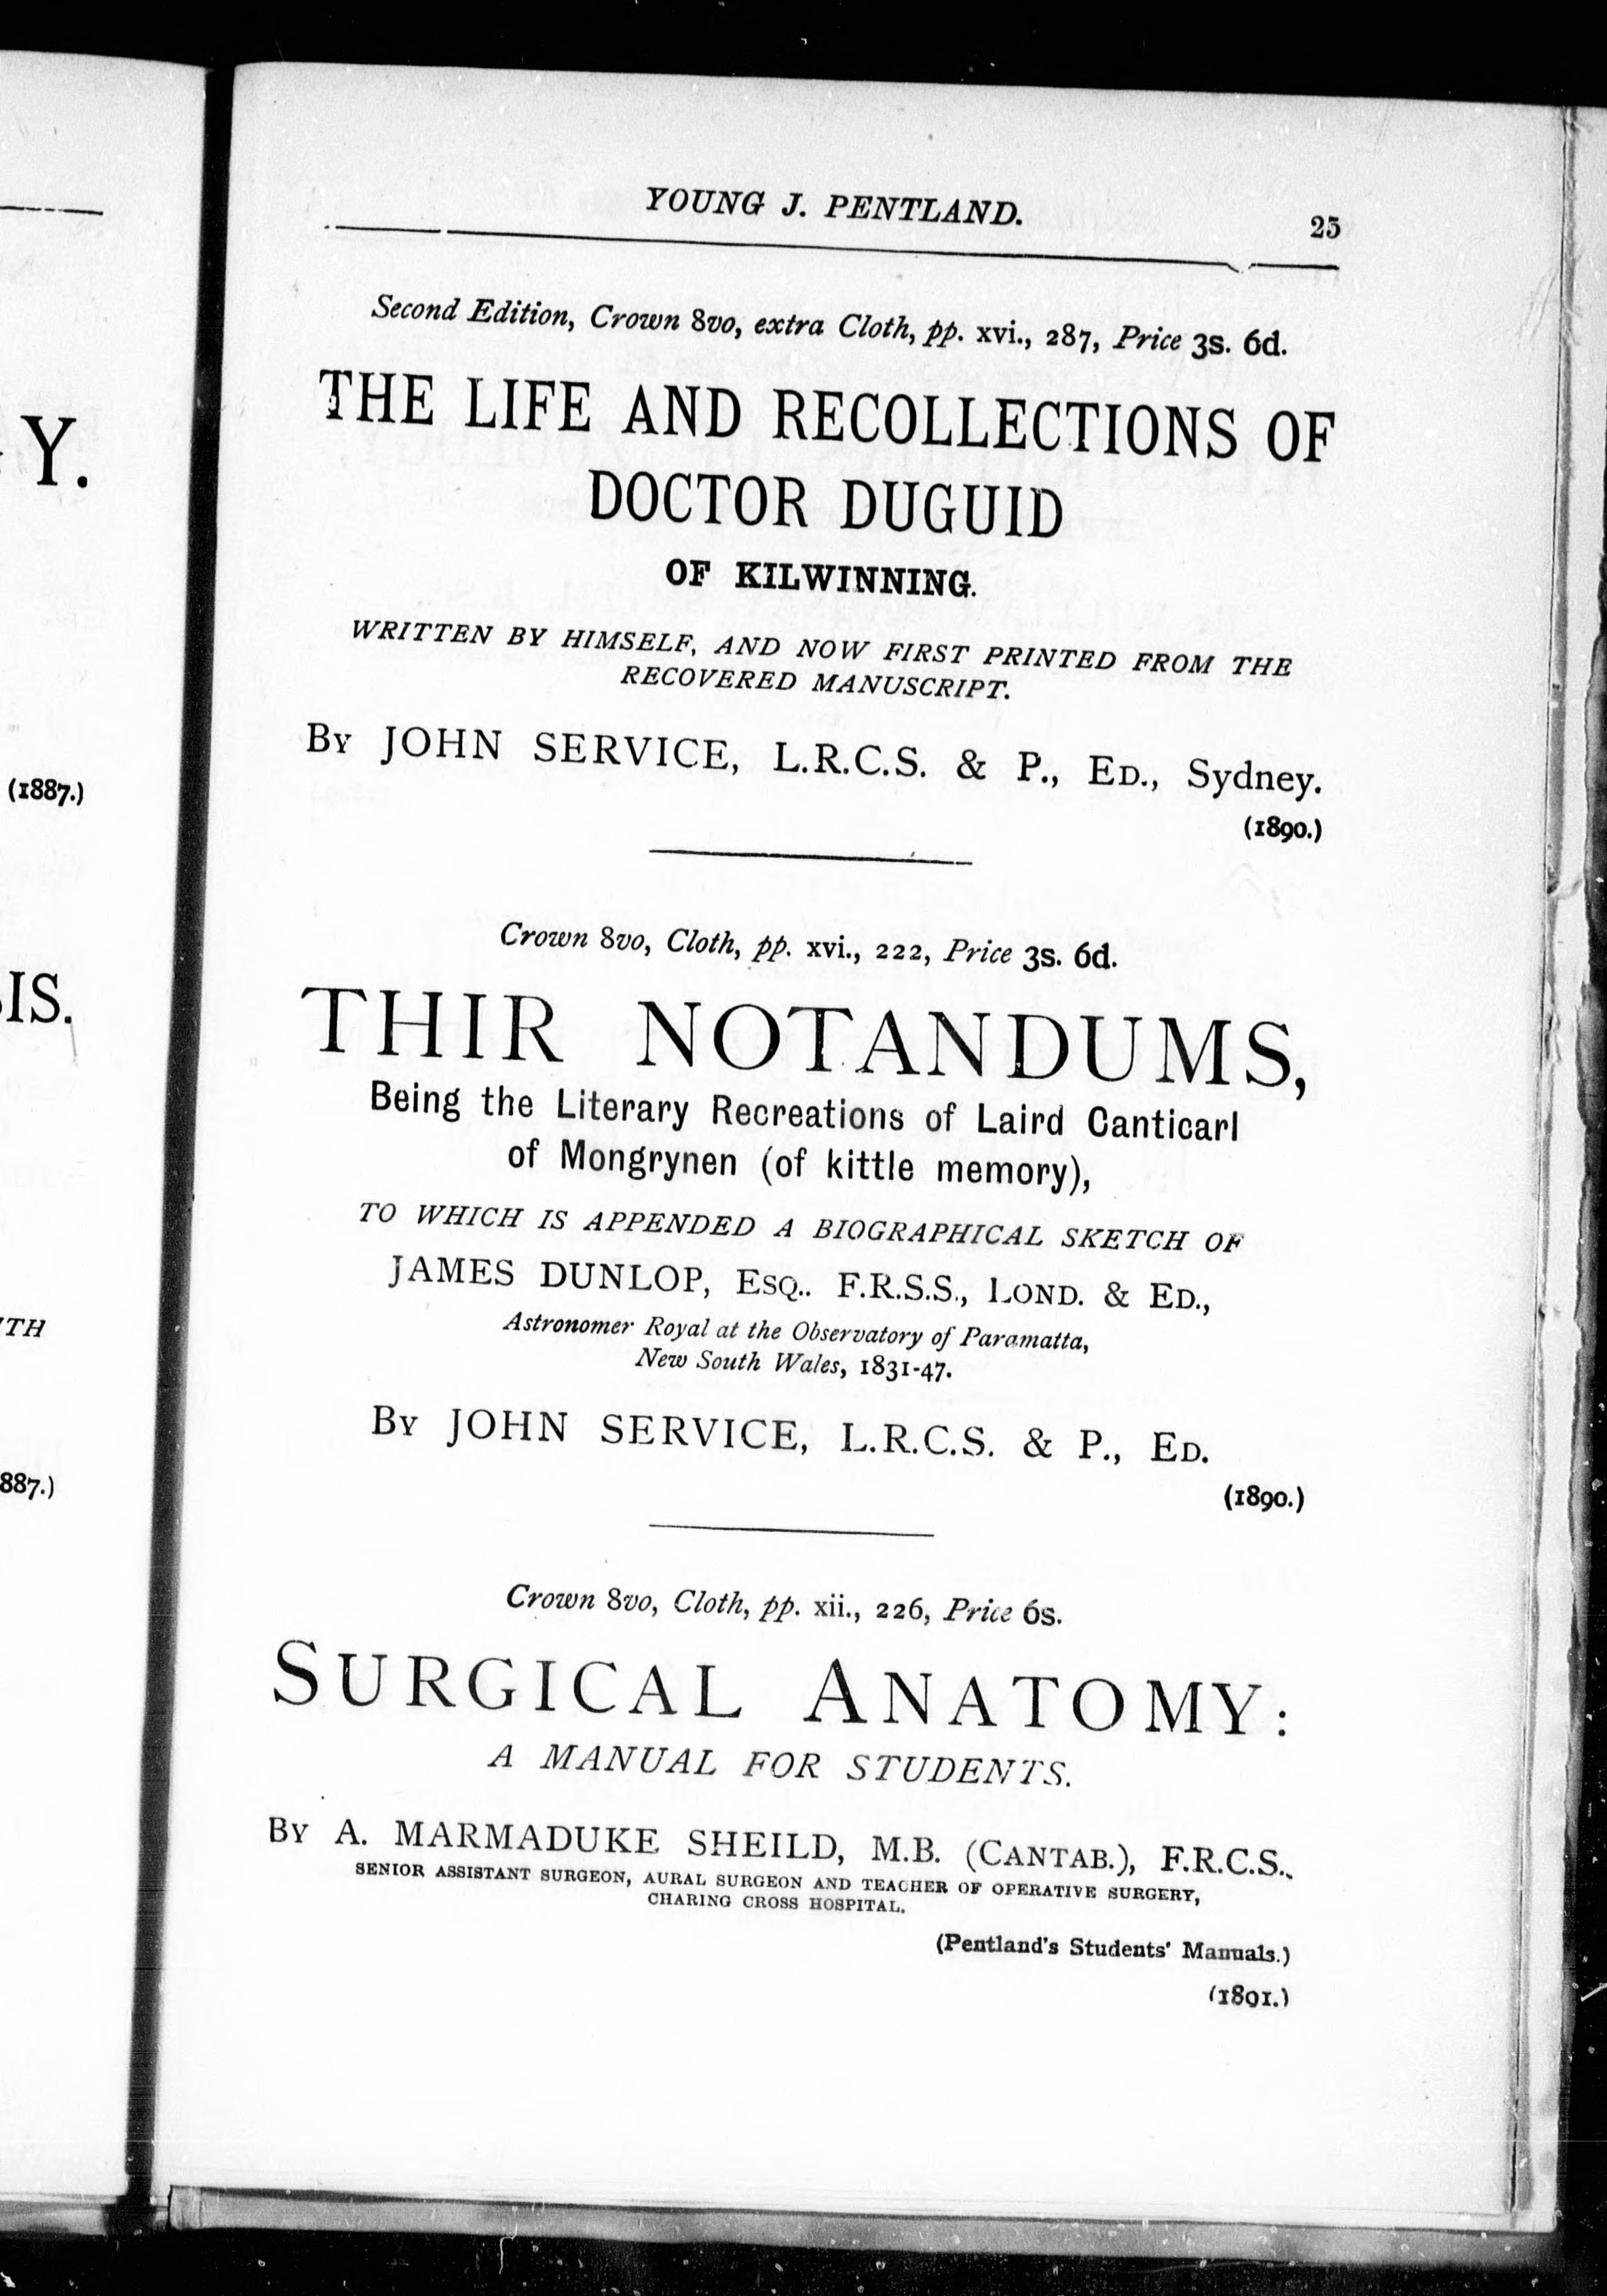 Y.
(1887.)
IS.
TH
887.)
YOUNG J. PENTLAND.
25
Second Edition, Crown 8vo, extra Cloth, pp. xvi., 287, Price 3s. 6d.
THE LIFE AND RECOLLECTIONS OF
DOCTOR DUGUID
OF KILWINNING.
WRITTEN BY HIMSELF, AND NOW FIRST PRINTED FROM THE
RECOVERED MANUSCRIPT.
By JOHN SERVICE, L.R.C.S. & P., Ed., Sydney.
(1890.)
Crown 8vo, Cloth, pp. xvi., 222, Price 3s. 6d.
THIR NOTANDUMS,
Being the Literary Recreations of Laird Canticarl
of Mongrynen (of kittle memory),
TO WHICH IS APPENDED A BIOGRAPHICAL SKETCH OF
JAMES DUNLOP, Esq.. F.R.S.S., Lond. & Ed.,
Astronomer Royal at the Observatory of Paramatta,
New South Wales, 1831-47.
By JOHN SERVICE, L.R.C.S. & P., Ed.
(1890.)
Crown 8vo, Cloth, pp. xii., 226, Price 6s.
SURGICAL ANATOMY:
A MANUAL FOR STUDENTS.
By A. MARMADUKE SHEILD, M.B. (Cantab.), F.R.C.S.,
SENIOR ASSISTANT SURGEON, AURAL SURGEON AND TEACHER OF OPERATIVE SURGERY,
CHARING CROSS HOSPITAL.
(Pentland's Students' Manuals.)
(1891.)